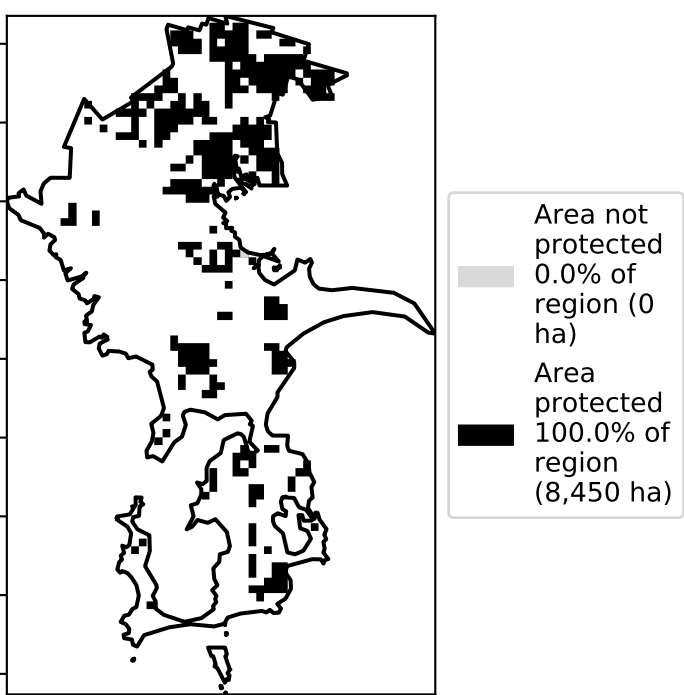 Area not
protected
0.0% of
region (0
ha)
Area
protected
100.0% of
region
(8,450 ha)